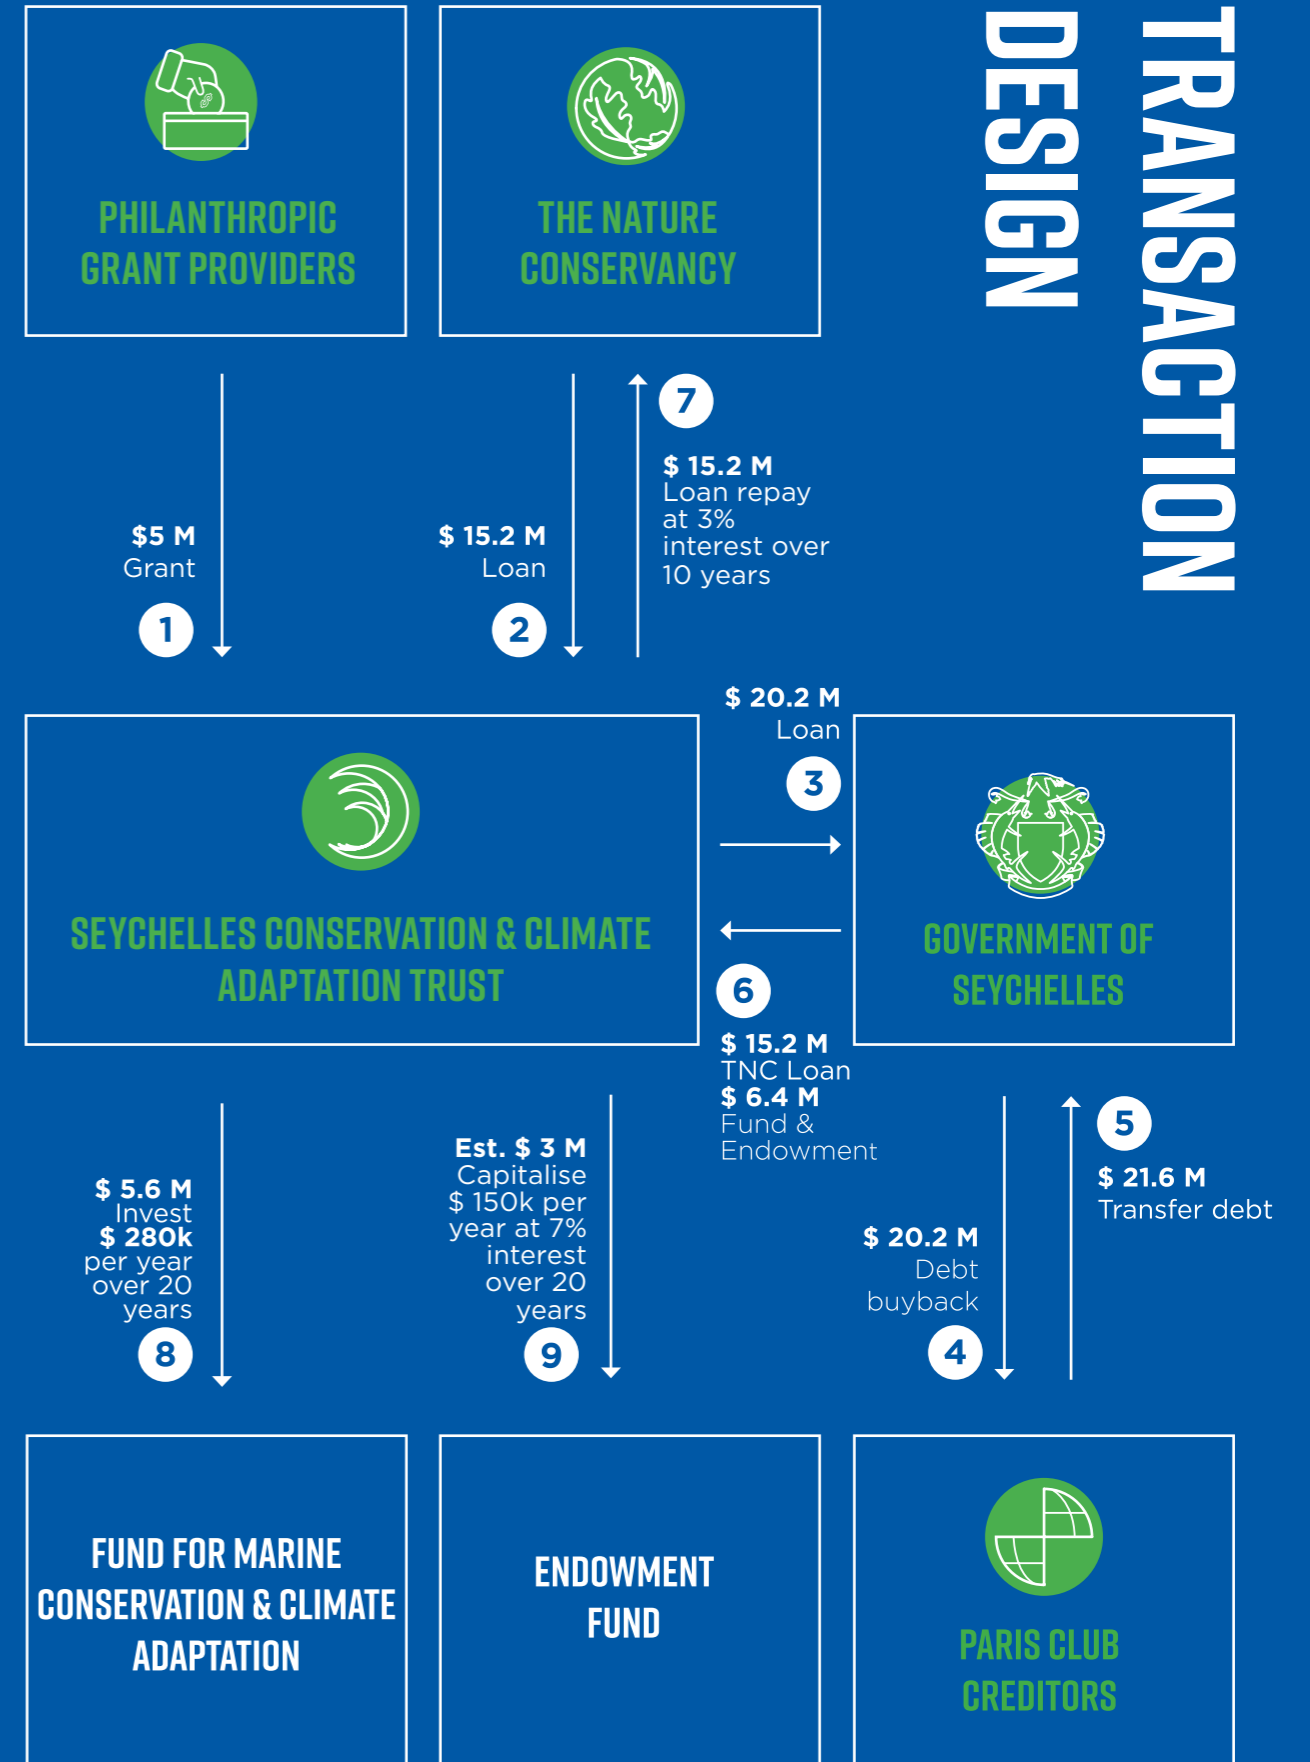 TRANSACTION
DESIGN
PHILANTHROPIC
GRANT PROVIDERS
THE NATURE
CONSERVANCY
$5 M
Grant
1
$ 15.2 M
Loan
2
7
$ 15.2 M
Loan repay
at 3%
interest over
10 years
$ 20.2 M
Loan
3
SEYCHELLES CONSERVATION & CLIMATE
ADAPTATION TRUST
GOVERNMENT OF
SEYCHELLES
6
$ 15.2 M
TNC Loan
$ 6.4 M
Fund &
Endowment
$ 5.6 M
Invest
$ 280k
per year
over 20
years
8
Est. $ 3 M
Capitalise
$ 150k per
year at 7%
interest
over 20
years
9
$ 20.2 M
Debt
buyback
4
5
$ 21.6 M
Transfer debt
FUND FOR MARINE
CONSERVATION & CLIMATE
ADAPTATION
ENDOWMENT
FUND
PARIS CLUB
CREDITORS